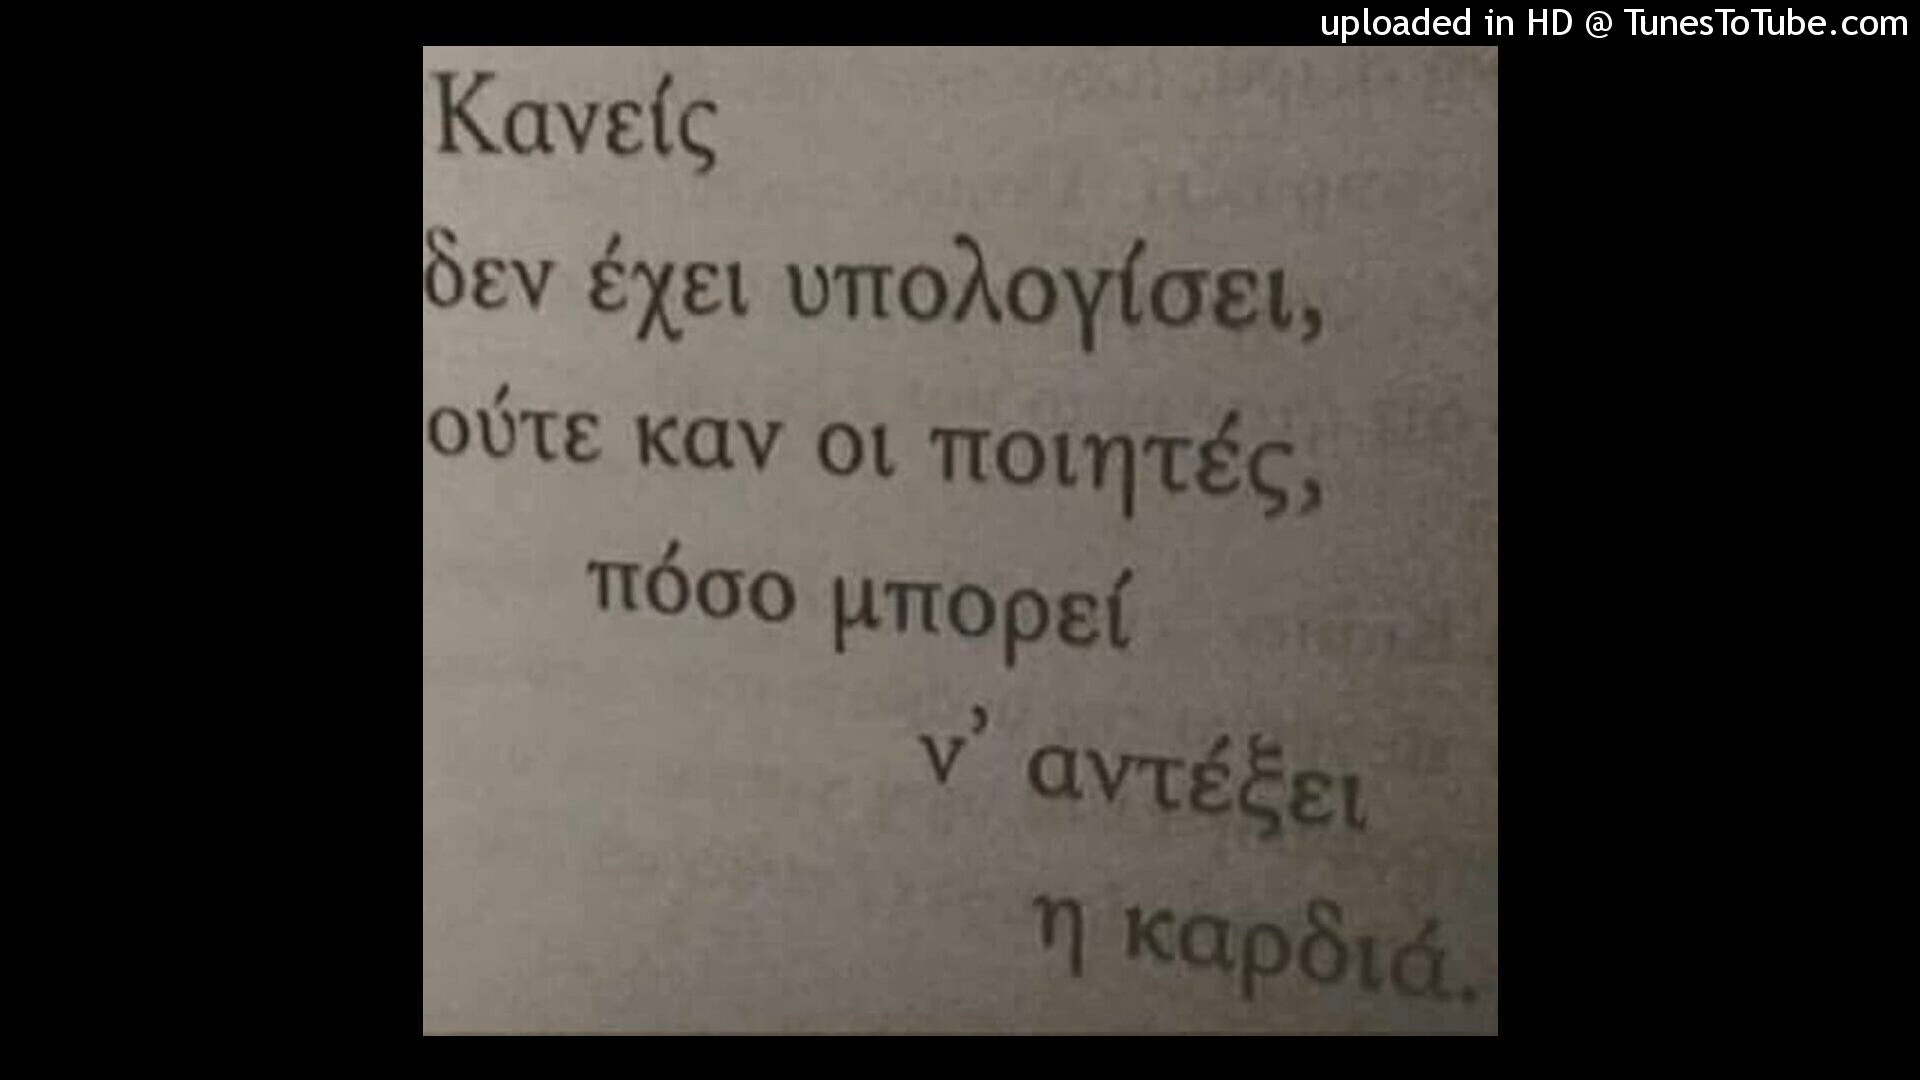 uploaded in HD @ TunesToTube.com
Κανείς
δεν έχει υπολογίσει,
ούτε καν οι ποιητές,
πόσο μπορεί
ν’ αντέξει
η καρδιά.